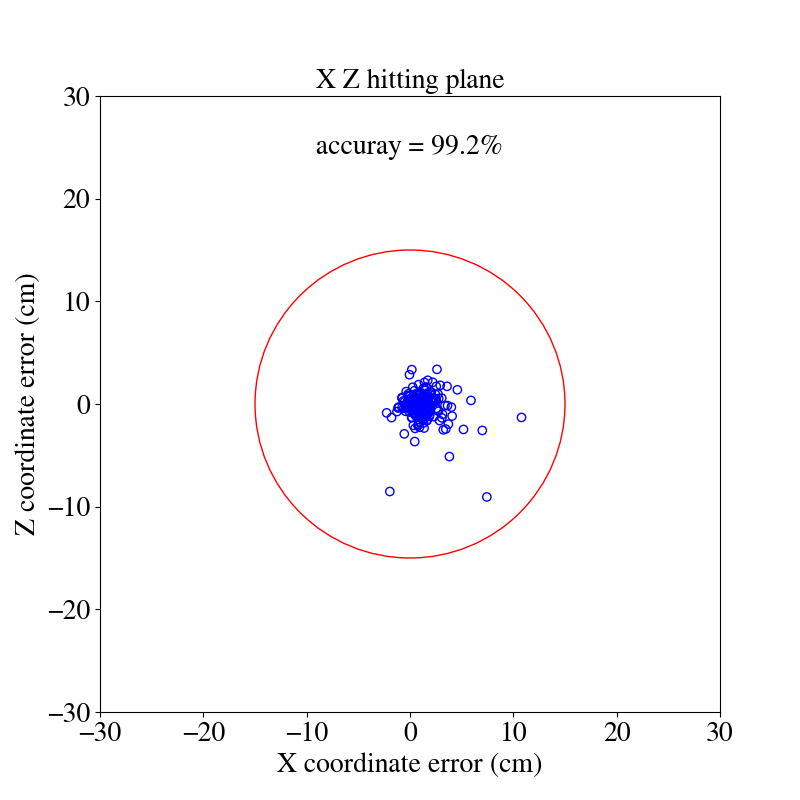 X Z hitting plane
accuray = 99.2%
30
20
10
0
−10
−20
−30
Z coordinate error (cm)
−30 −20 −10 0 10 20 30
X coordinate error (cm)